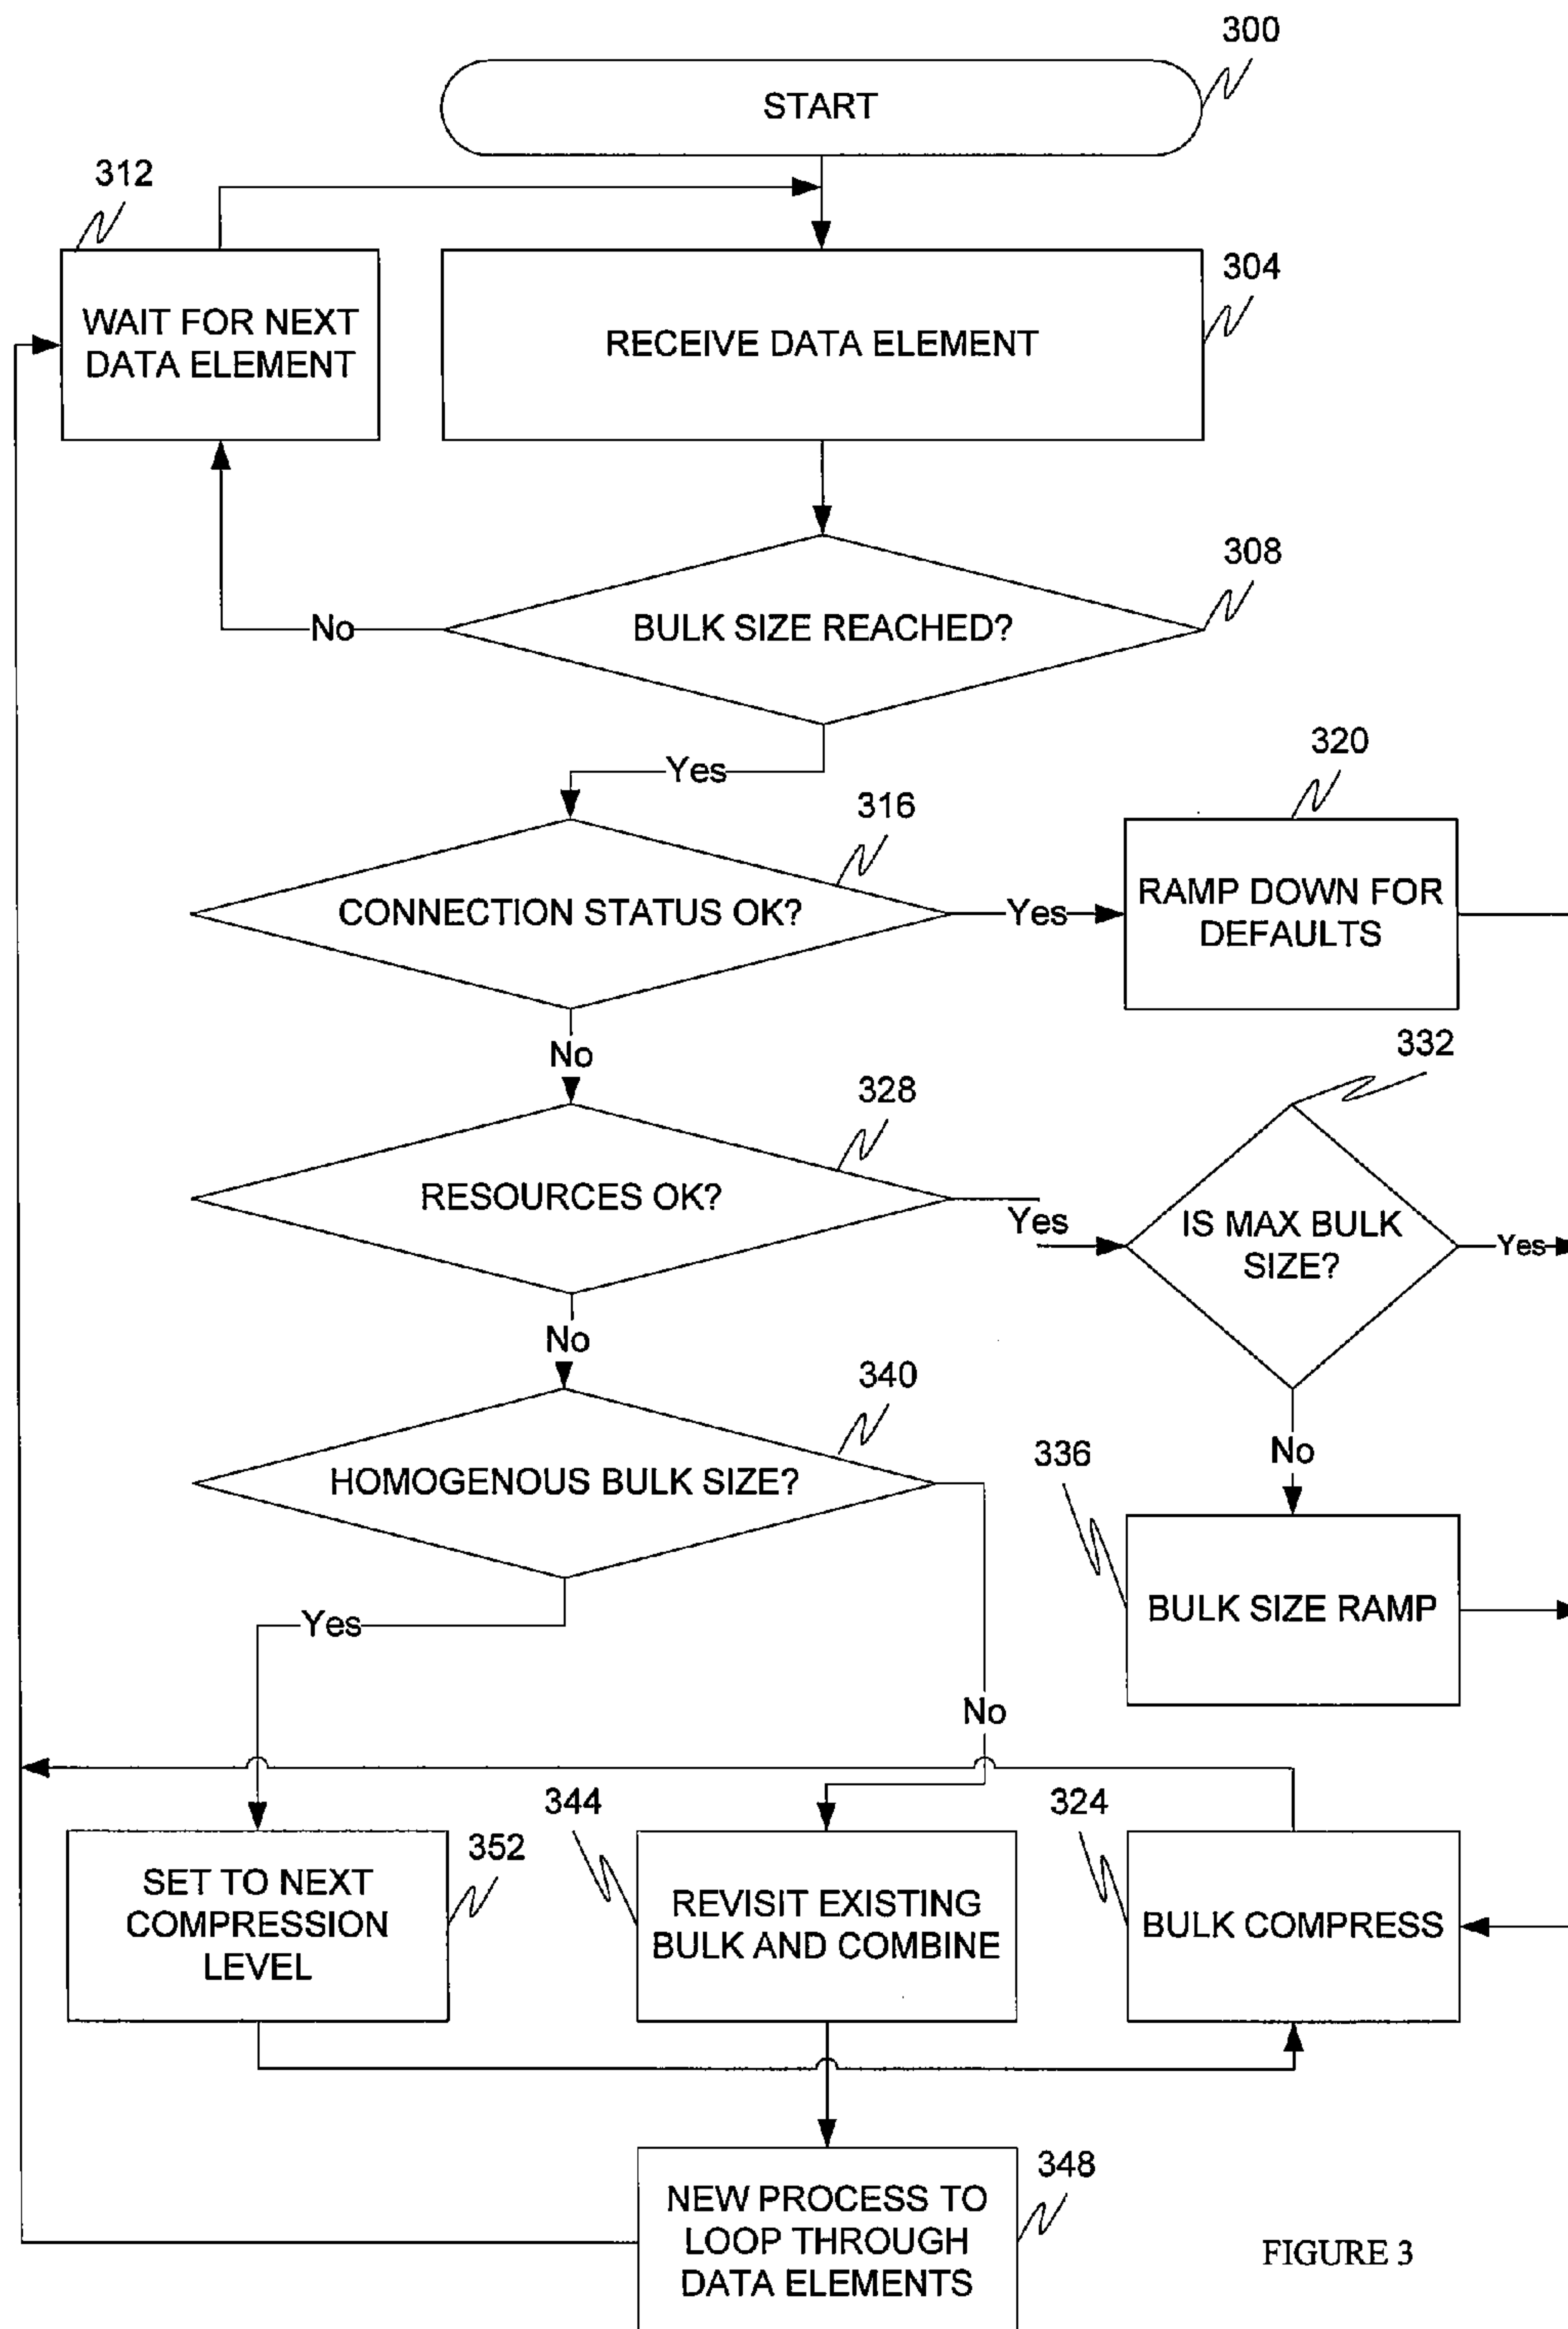 300
START
312
WAIT FOR NEXT
DATA ELEMENT
304
RECEIVE DATA ELEMENT
308
BULK SIZE REACHED?
No
Yes
320
316
CONNECTION STATUS OK?
Yes
RAMP DOWN FOR
DEFAULTS
No
332
328
RESOURCES OK?
Yes
IS MAX BULK
SIZE?
Yes
No
340
HOMOGENOUS BULK SIZE?
No
336
BULK SIZE RAMP
Yes
No
344
324
352
SET TO NEXT
COMPRESSION
LEVEL
REVISIT EXISTING
BULK AND COMBINE
BULK COMPRESS
348
NEW PROCESS TO
LOOP THROUGH
DATA ELEMENTS
FIGURE 3